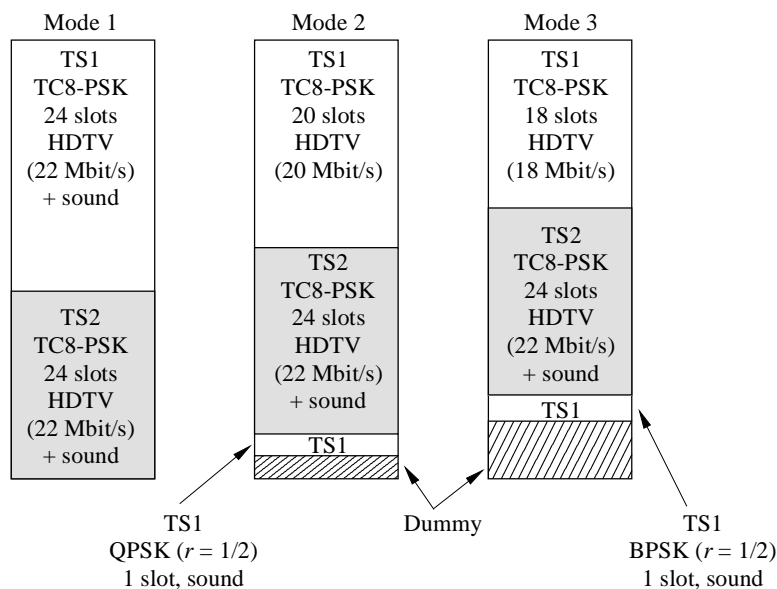 Mode 1
TS1
TC8-PSK
24 slots
HDTV
(22 Mbit/s)
+ sound
TS2
TC8-PSK
24 slots
HDTV
(22 Mbit/s)
+ sound
Mode 2
TS1
TC8-PSK
20 slots
HDTV
(20 Mbit/s)
TS2
TC8-PSK
24 slots
HDTV
(22 Mbit/s)
+ sound
TS1
Mode 3
TS1
TC8-PSK
18 slots
HDTV
(18 Mbit/s)
TS2
TC8-PSK
24 slots
HDTV
(22 Mbit/s)
+ sound
TS1
TS1
QPSK (r = 1/2)
1 slot, sound
Dummy
TS1
BPSK (r = 1/2)
1 slot, sound